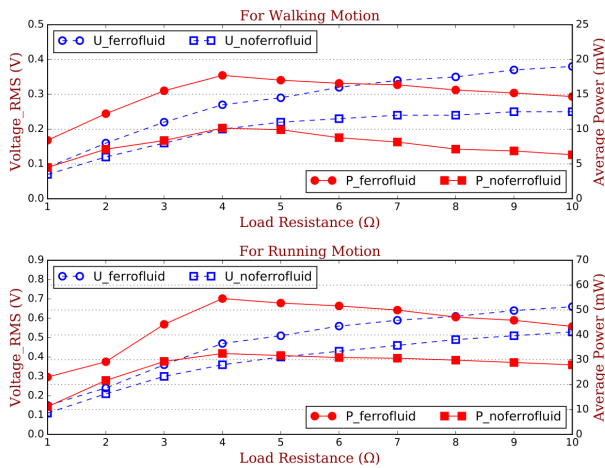 For Walking Motion
U_ferrofluid U_noferrofluid
P_ferrofluid P_noferrofluid
Voltage_RMS (V)
0.5
0.4
0.3
0.2
0.1
0.0
25
20
15
10
5
0
Average Power (mW)
1 2 3 4 5 6 7 8 9 10
Load Resistance (Ω)
For Running Motion
U_ferrofluid U_noferrofluid
P_ferrofluid P_noferrofluid
Voltage_RMS (V)
0.9
0.8
0.7
0.6
0.5
0.4
0.3
0.2
0.1
0.0
70
60
50
40
30
20
10
0
Average Power (mW)
1 2 3 4 5 6 7 8 9 10
Load Resistance (Ω)